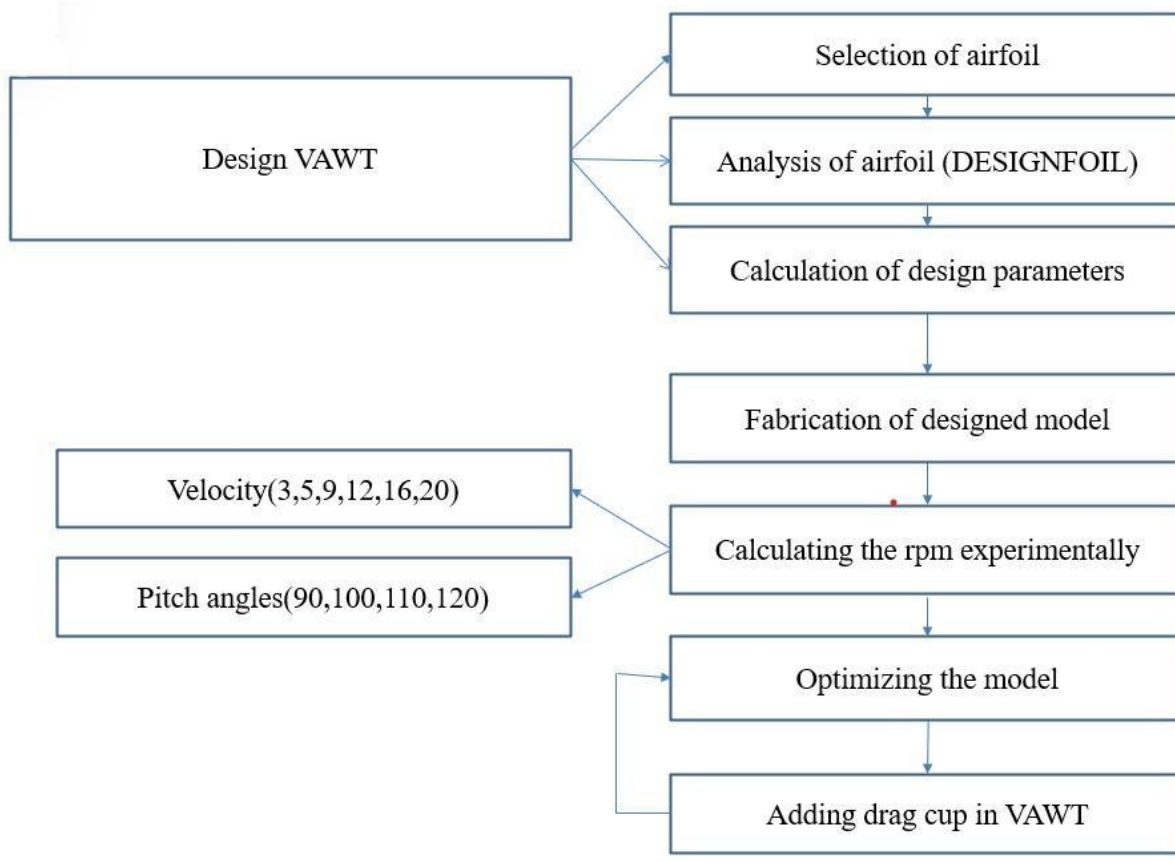 Selection of airfoil
Design VAWT
Analysis of airfoil (DESIGNFOIL)
Calculation of design parameters
Fabrication of designed model
Velocity(3,5,9,12,16,20)
Calculating the rpm experimentally
Pitch angles(90,100,110,120)
Optimizing the model
Adding drag cup in VAWT